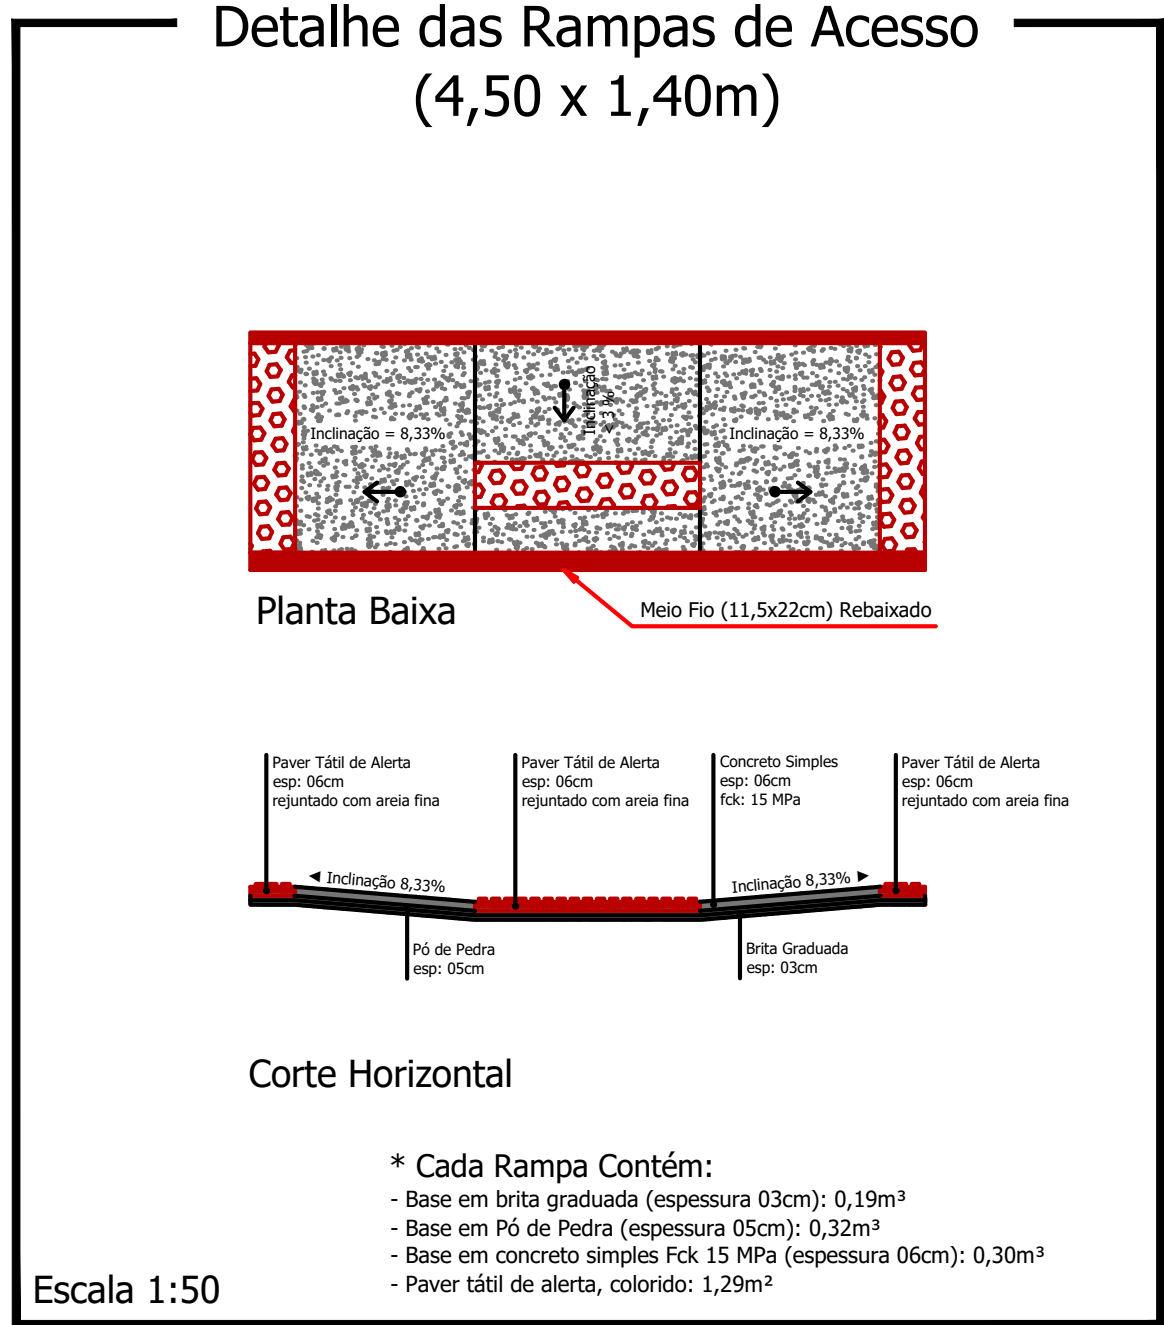 Detalhe das Rampas de Acesso
(4,50 x 1,40m)
Inclinação
< 3 %
Inclinação = 8,33%
Inclinação = 8,33%
Planta Baixa
Meio Fio (11,5x22cm) Rebaixado
Paver Tátil de Alerta
esp: 06cm
rejuntado com areia fina
Paver Tátil de Alerta
esp: 06cm
rejuntado com areia fina
Concreto Simples
esp: 06cm
fck: 15 MPa
Paver Tátil de Alerta
esp: 06cm
rejuntado com areia fina
Inclinação 8,33%
Inclinação 8,33%
Pó de Pedra
esp: 05cm
Brita Graduada
esp: 03cm
Corte Horizontal
* Cada Rampa Contém:
- Base em brita graduada (espessura 03cm): 0,19m³
- Base em Pó de Pedra (espessura 05cm): 0,32m³
- Base em concreto simples Fck 15 MPa (espessura 06cm): 0,30m³
- Paver tátil de alerta, colorido: 1,29m²
Escala 1:50